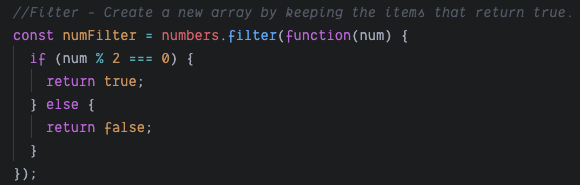 //Filter - Create a new array by keeping the items that return true.
const numFilter = numbers.filter(function(num) {
  if (num % 2 === 0) {
    return true;
  } else {
    return false;
  }
});